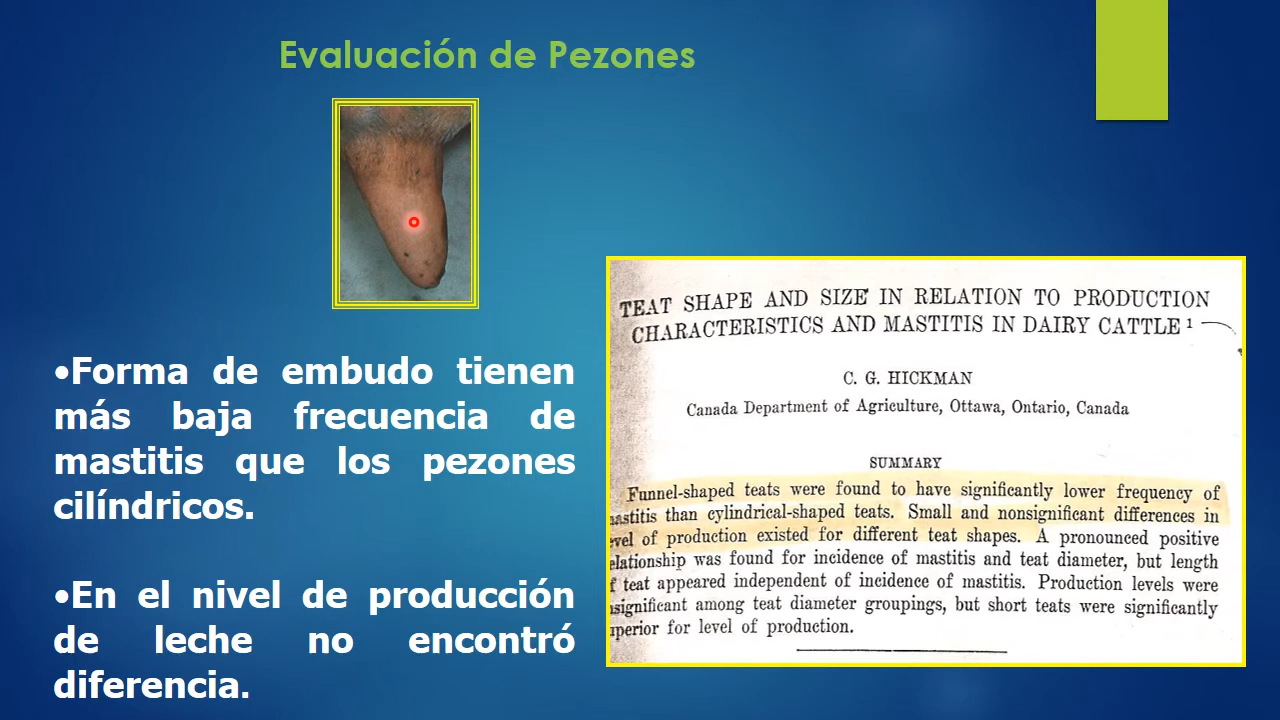 Evaluación de Pezones
•Forma de embudo tienen
más baja frecuencia de
mastitis que los pezones
cilíndricos.
•En el nivel de producción
de leche no encontró
diferencia.
TEAT SHAPE AND SIZE IN RELATION TO PRODUCTION
CHARACTERISTICS AND MASTITIS IN DAIRY CATTLE 1
C. G. HICKMAN
Canada Department of Agriculture, Ottawa, Ontario, Canada
SUMMARY
Funnel-shaped teats were found to have significantly lower frequency of
than cylindrical-shaped teats. Small and nonsignificant differences in
of production existed for different teat shapes. A pronounced positive
was found for incidence of mastitis and teat diameter, but length
teat appeared independent of incidence of mastitis. Production levels were
among teat diameter groupings, but short teats were significantly
for level of production.